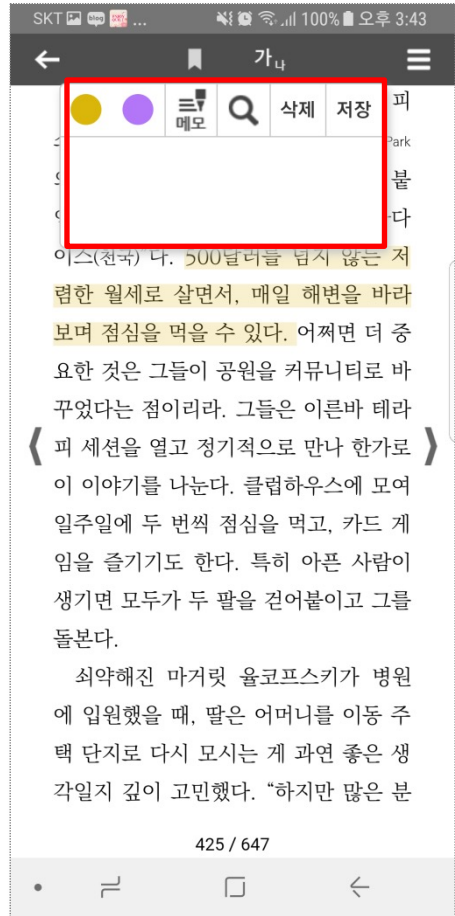 SKT ... 100% 오후 3:43
가나
메모 삭제 저장
피
Park
붙
다
이스(천국)”다. 500달러를 넘지 않는 저
렴한 월세로 살면서, 매일 해변을 바라
보며 점심을 먹을 수 있다. 어쩌면 더 중
요한 것은 그들이 공원을 커뮤니티로 바
꾸었다는 점이리라. 그들은 이른바 테라
피 세션을 열고 정기적으로 만나 한가로
이 이야기를 나눈다. 클럽하우스에 모여
일주일에 두 번씩 점심을 먹고, 카드 게
임을 즐기기도 한다. 특히 아픈 사람이
생기면 모두가 두 팔을 걷어붙이고 그를
돌본다.
쇠약해진 마거릿 율코프스키가 병원
에 입원했을 때, 딸은 어머니를 이동 주
택 단지로 다시 모시는 게 과연 좋은 생
각일지 깊이 고민했다. “하지만 많은 분
425 / 647